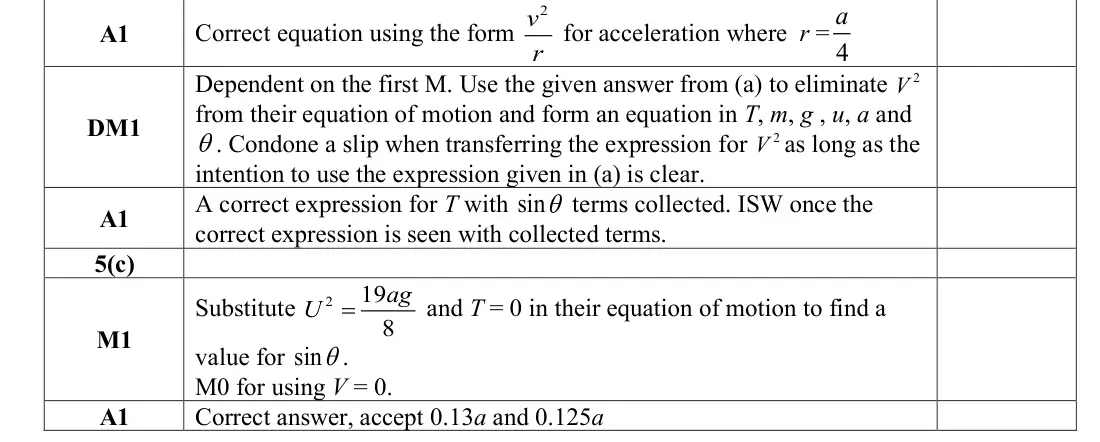 A1 Correct equation using the form v²/r for acceleration where r = a/4
DM1 Dependent on the first M. Use the given answer from (a) to eliminate V²
from their equation of motion and form an equation in T, m, g , u, a and
θ. Condone a slip when transferring the expression for V² as long as the
intention to use the expression given in (a) is clear.
A1 A correct expression for T with sinθ terms collected. ISW once the
correct expression is seen with collected terms.
5(c)
M1 Substitute U² = 19ag/8 and T = 0 in their equation of motion to find a
value for sinθ.
M0 for using V = 0.
A1 Correct answer, accept 0.13a and 0.125a